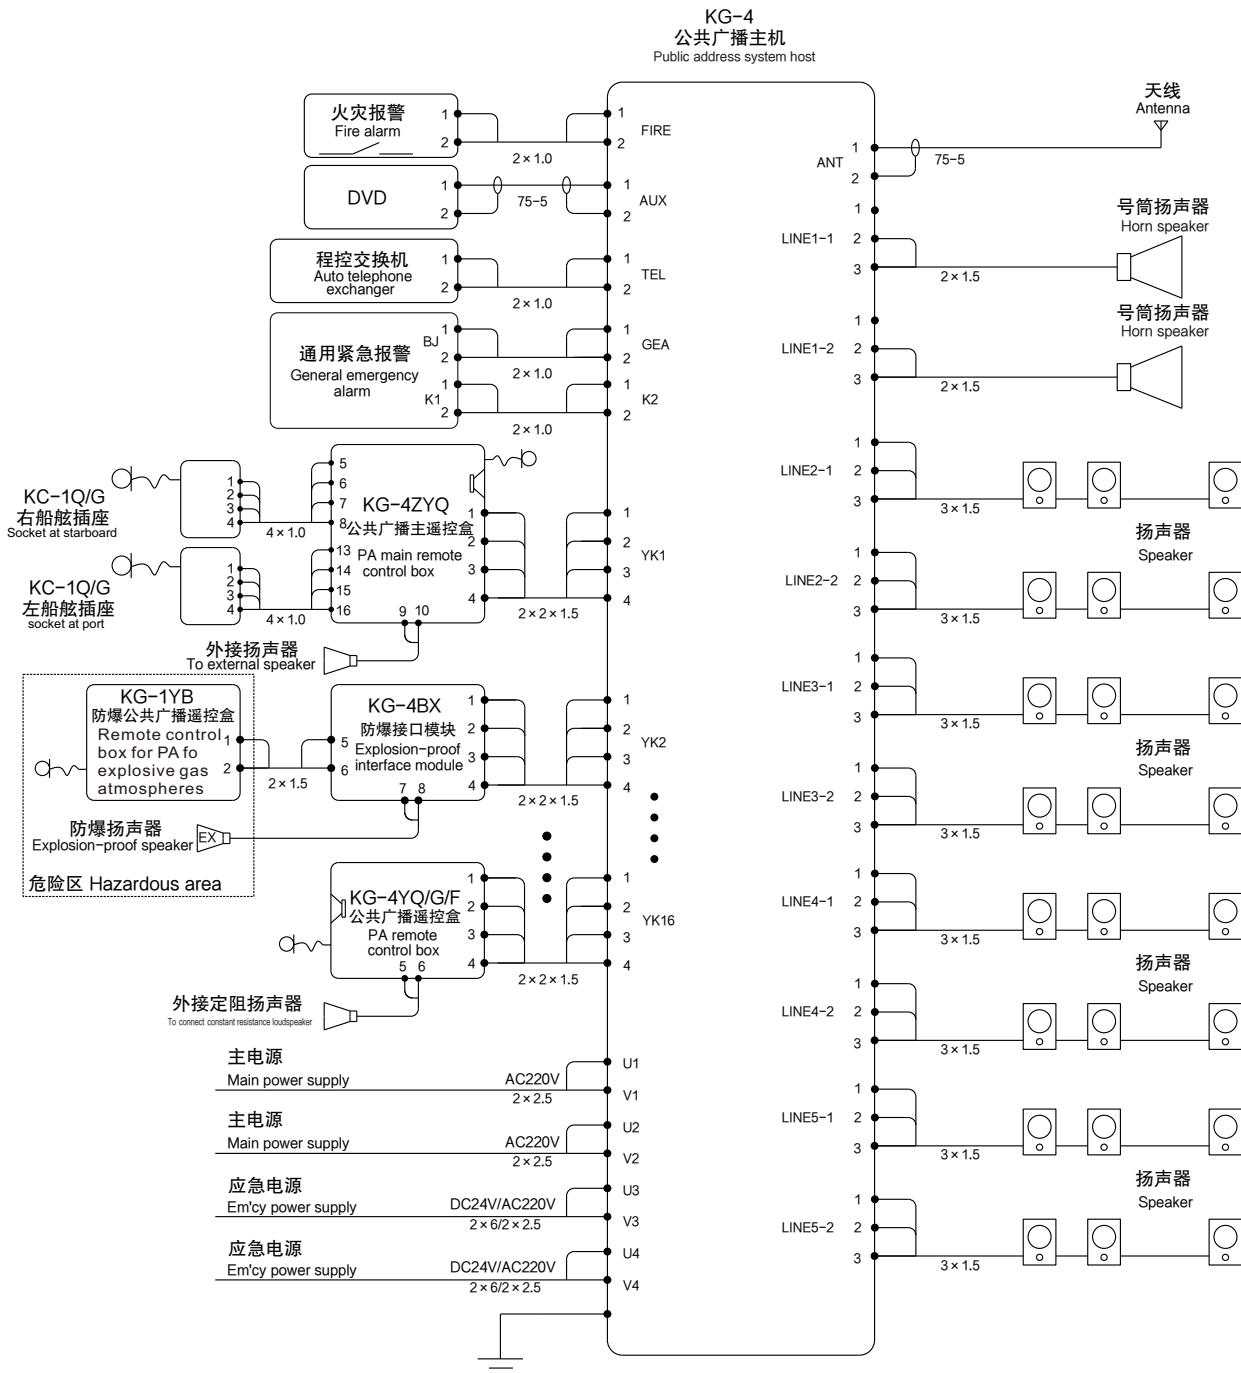 KG-4
公共广播主机
Public address system host
火灾报警
Fire alarm
1
2
2×1.0
1
2
FIRE
DVD
1
2
75-5
1
2
AUX
程控交换机
Auto telephone
exchanger
1
2
2×1.0
1
2
TEL
通用紧急报警
General emergency
alarm
BJ
1
2
K1
1
2
2×1.0
2×1.0
1
2
GEA
1
2
K2
KC-1Q/G
右船舷插座
Socket at starboard
1
2
3
4
4×1.0
KC-1Q/G
左船舷插座
socket at port
1
2
3
4
4×1.0
5
6
7
8
13
14
15
16
KG-4ZYQ
公共广播主遥控盒
PA main remote
control box
9 10
1
2
3
4
2×2×1.5
1
2
3
4
YK1
外接扬声器
To external speaker
KG-1YB
防爆公共广播遥控盒
Remote control
box for PA fo
explosive gas
atmospheres
1
2
2×1.5
5
6
KG-4BX
防爆接口模块
Explosion-proof
interface module
7 8
1
2
3
4
2×2×1.5
1
2
3
4
YK2
防爆扬声器
Explosion-proof speaker
EX
危险区 Hazardous area
KG-4YQ/G/F
公共广播遥控盒
PA remote
control box
5 6
1
2
3
4
2×2×1.5
1
2
3
4
YK16
外接定阻扬声器
To connect constant resistance loudspeaker
主电源
Main power supply
AC220V
2×2.5
U1
V1
主电源
Main power supply
AC220V
2×2.5
U2
V2
应急电源
Em'cy power supply
DC24V/AC220V
2×6/2×2.5
U3
V3
应急电源
Em'cy power supply
DC24V/AC220V
2×6/2×2.5
U4
V4
天线
Antenna
ANT
1
2
75-5
号筒扬声器
Horn speaker
LINE1-1
1
2
3
2×1.5
号筒扬声器
Horn speaker
LINE1-2
1
2
3
2×1.5
LINE2-1
1
2
3
3×1.5
扬声器
Speaker
LINE2-2
1
2
3
3×1.5
LINE3-1
1
2
3
3×1.5
扬声器
Speaker
LINE3-2
1
2
3
3×1.5
LINE4-1
1
2
3
3×1.5
扬声器
Speaker
LINE4-2
1
2
3
3×1.5
LINE5-1
1
2
3
3×1.5
扬声器
Speaker
LINE5-2
1
2
3
3×1.5